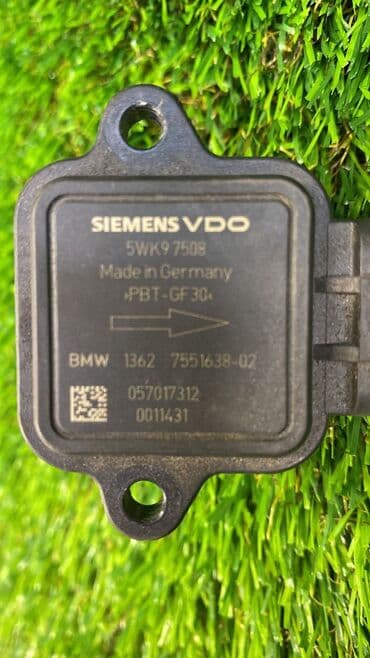 SIEMENS VDO
5WK9 7508
Made in Germany
>PBT-GF30<
BMW 1362 7551638-02
057017312
0011431